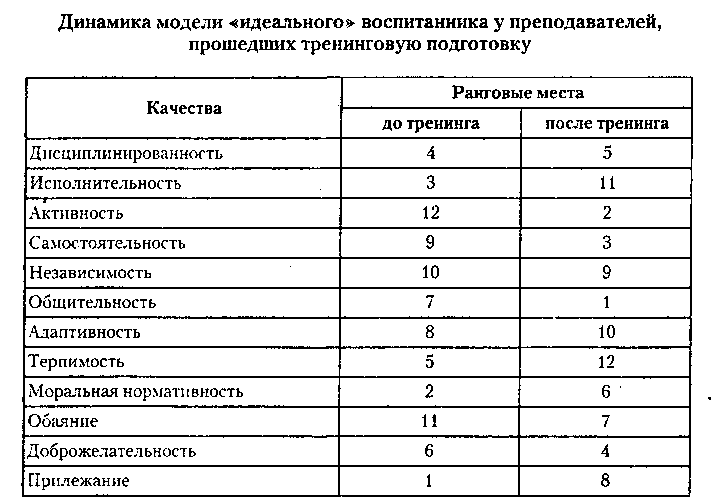 Динамика модели «идеального» воспитанника у преподавателей,
прошедших тренинговую подготовку
Качества
Ранговые места
до тренинга после тренинга
Дисциплинированность 4 5
Исполнительность 3 11
Активность 12 2
Самостоятельность 9 3
Независимость 10 9
Общительность 7 1
Адаптивность 8 10
Терпимость 5 12
Моральная нормативность 2 6
Обаяние 11 7
Доброжелательность 6 4
Прилежание 1 8